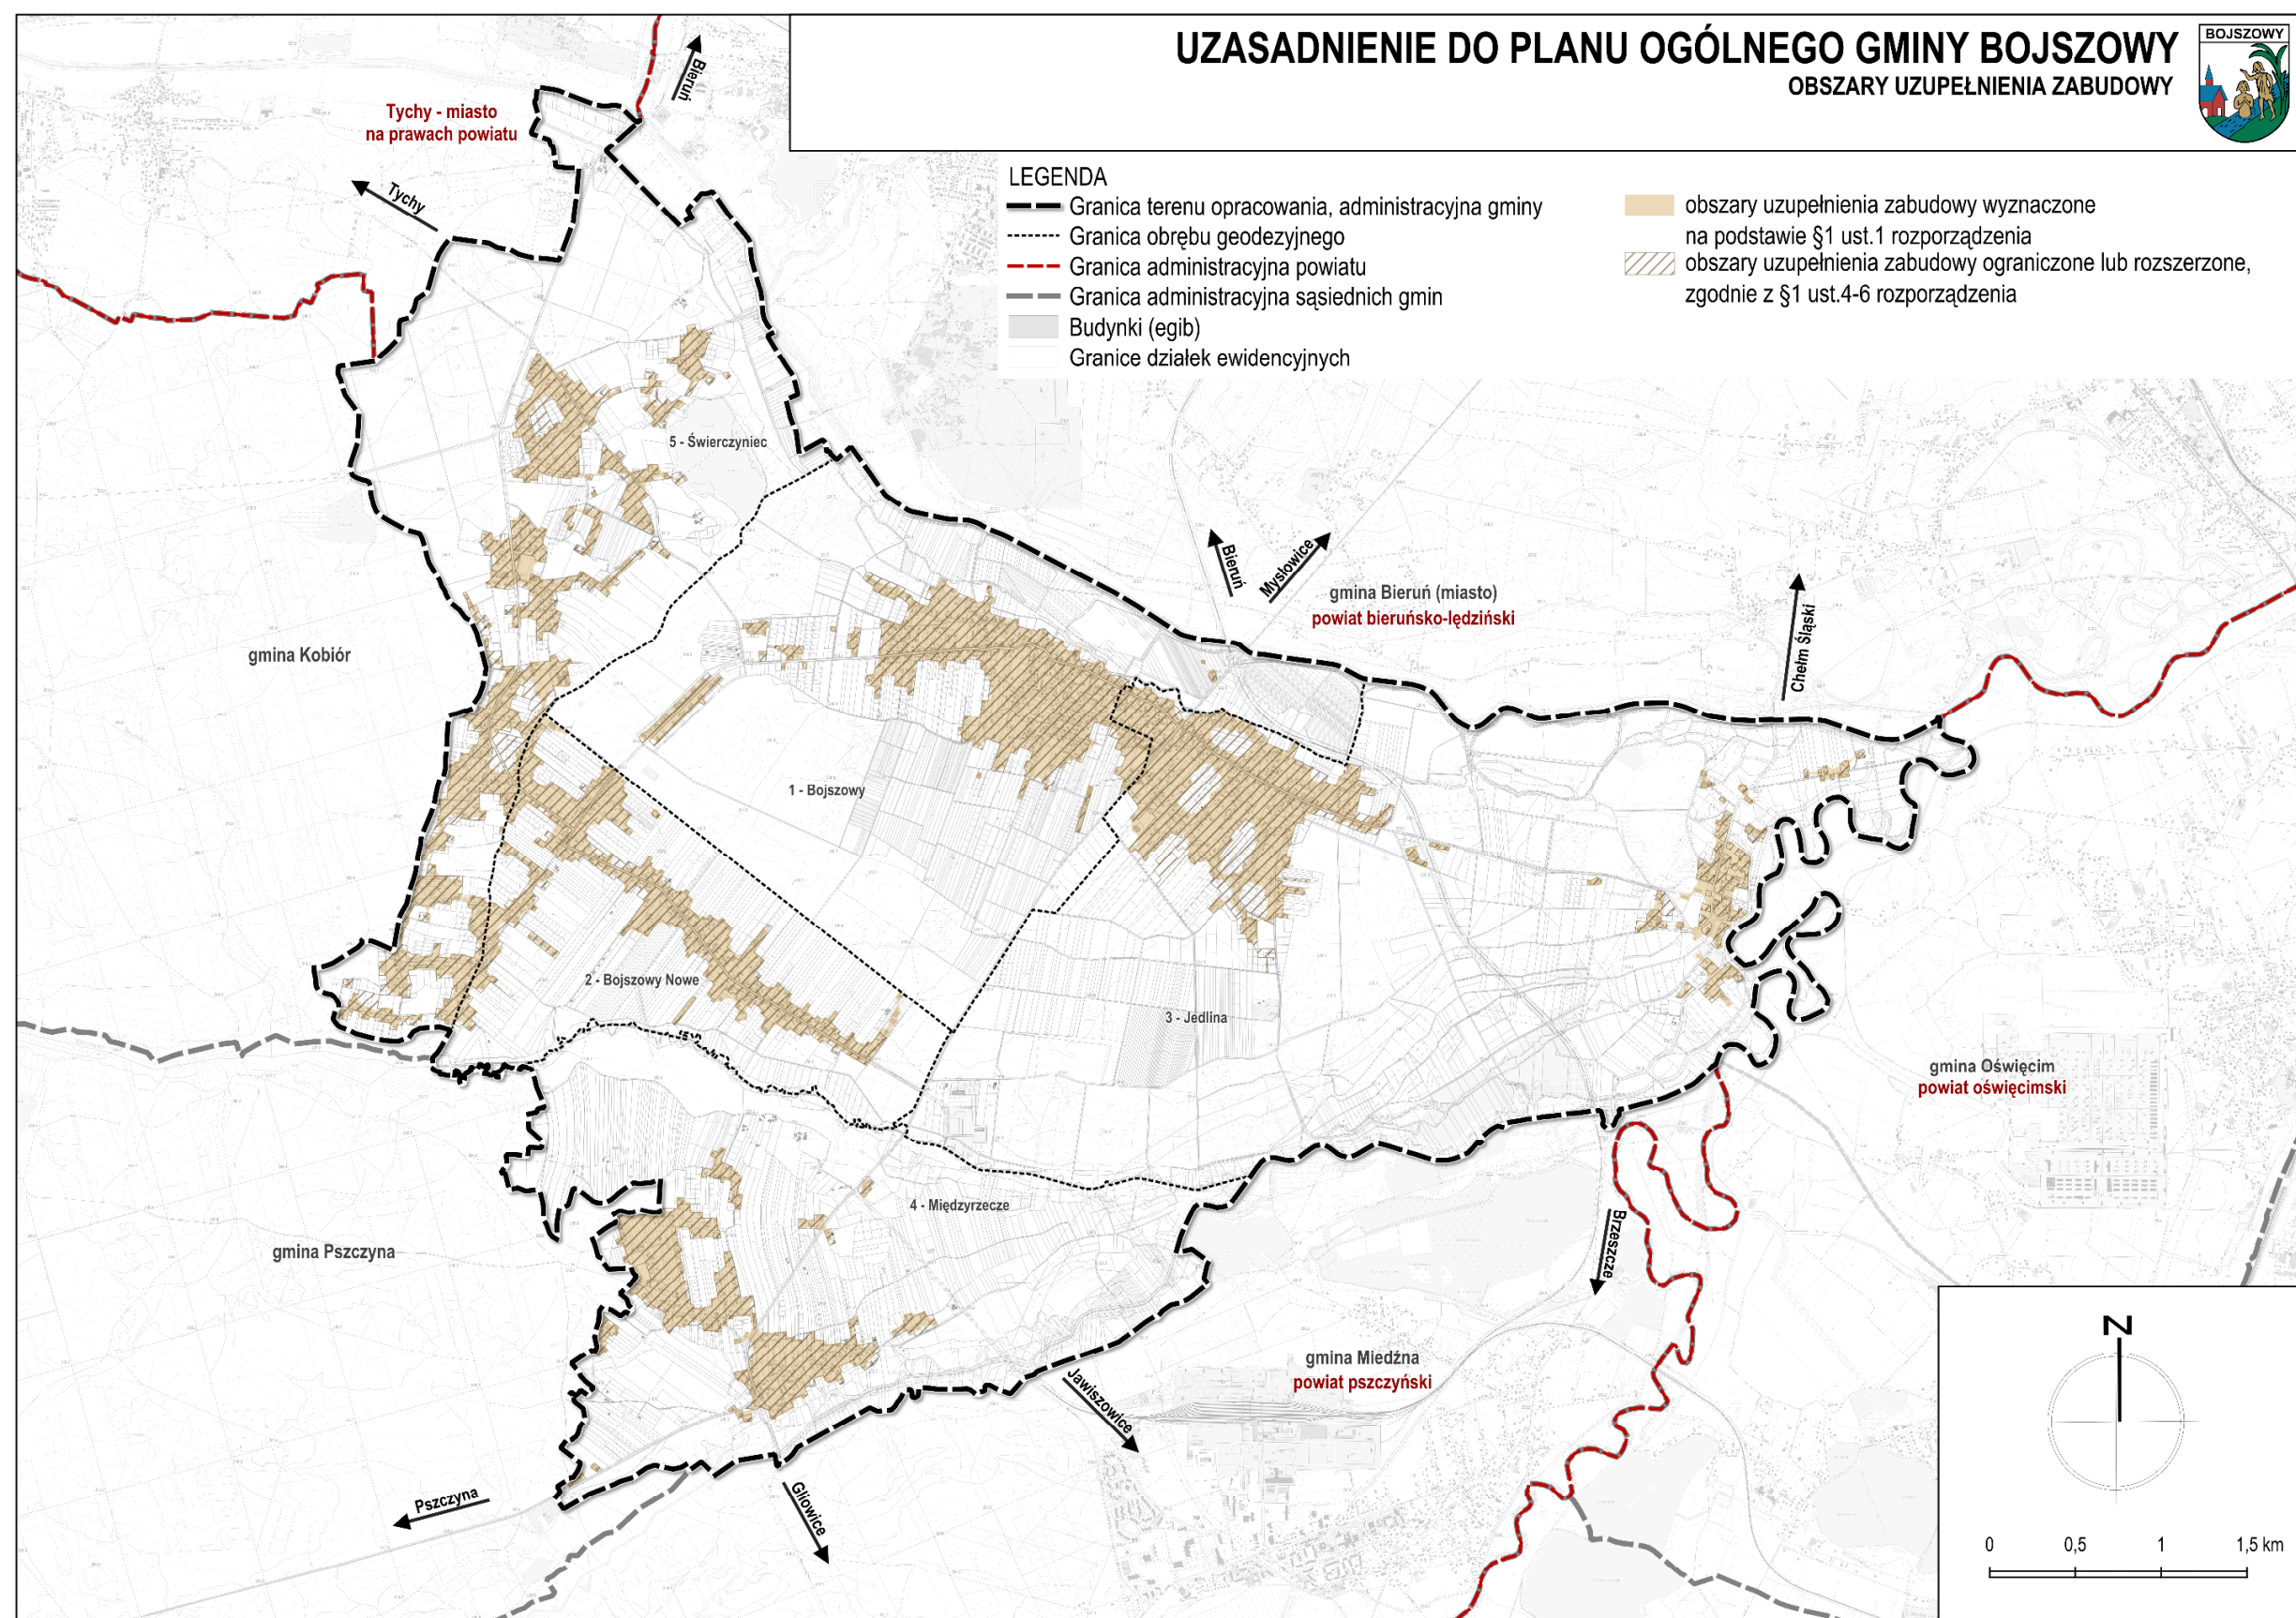 UZASADNIENIE DO PLANU OGÓLNEGO GMINY BOJSZOWY
OBSZARY UZUPEŁNIENIA ZABUDOWY
BOJSZOWY
LEGENDA
Granica terenu opracowania, administracyjna gminy
Granica obrębu geodezyjnego
Granica administracyjna powiatu
Granica administracyjna sąsiednich gmin
Budynki (egib)
Granice działek ewidencyjnych
obszary uzupełnienia zabudowy wyznaczone
na podstawie §1 ust.1 rozporządzenia
obszary uzupełnienia zabudowy ograniczone lub rozszerzone,
zgodnie z §1 ust.4-6 rozporządzenia
Bieruń
Tychy - miasto
na prawach powiatu
Tychy
5 - Świerczyniec
Bieruń
Mysłowice
gmina Bieruń (miasto)
powiat bieruńsko-lędziński
Chełm Śląski
gmina Kobiór
1 - Bojszowy
2 - Bojszowy Nowe
3 - Jedlina
gmina Oświęcim
powiat oświęcimski
4 - Międzyrzecze
gmina Pszczyna
Brzeszcze
gmina Miedźna
powiat pszczyński
Jawiszowice
Pszczyna
Gliowice
N
0 0,5 1 1,5 km